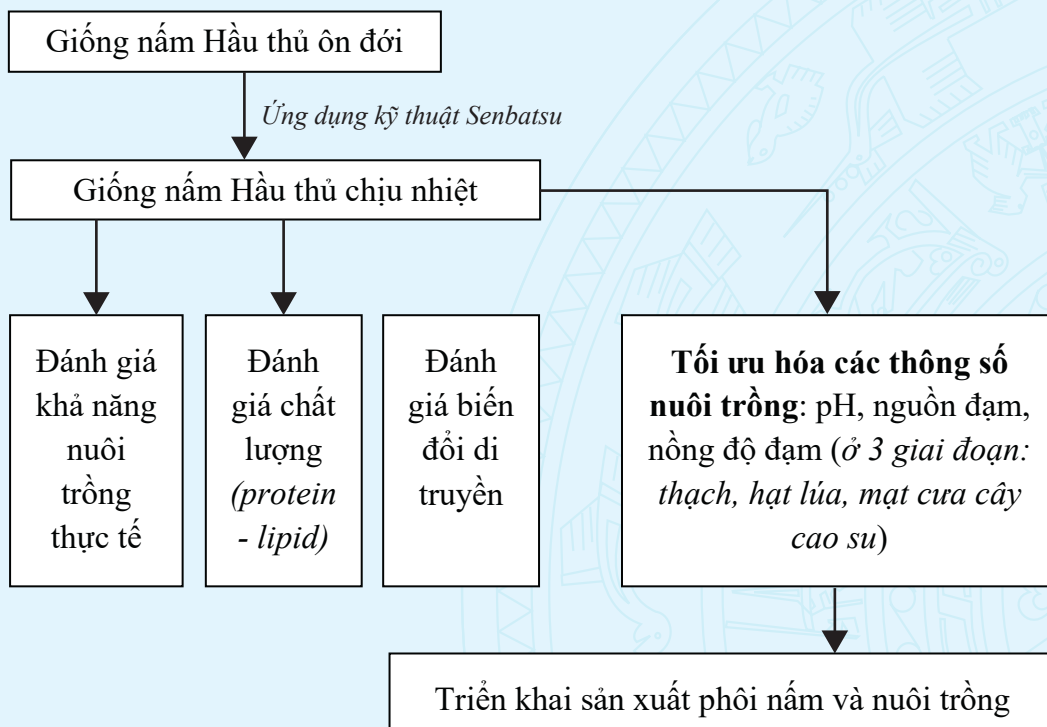 Giống nấm Hầu thủ ôn đới
Ứng dụng kỹ thuật Senbatsu
Giống nấm Hầu thủ chịu nhiệt
Đánh giá
khả năng
nuôi
trồng
thực tế
Đánh
giá chất
lượng
(protein
- lipid)
Đánh
giá biến
đổi di
truyền
Tối ưu hóa các thông số
nuôi trồng: pH, nguồn đạm,
nồng độ đạm (ở 3 giai đoạn:
thạch, hạt lúa, mạt cưa cây
cao su)
Triển khai sản xuất phôi nấm và nuôi trồng